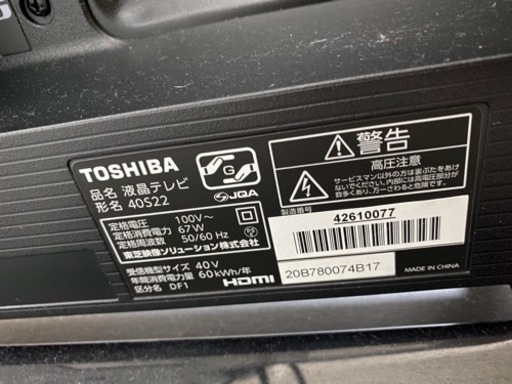 TOSHIBA
品名 液晶テレビ
形名 40S22
G
JQA
定格電圧 100V～
定格消費電力 67W
定格周波数 50/60 Hz
東芝映像ソリューション株式会社
受信機型サイズ 40V
年間消費電力量 60kWh/年
区分名 DF1
HDMI
警告
高圧注意
サービスマン以外の方は裏ぶたをあけ
ないでください。内部には高電圧部分が
数多くあり、万一さわると危険です。
製造番号
42610077
20B780074B17
MADE IN CHINA